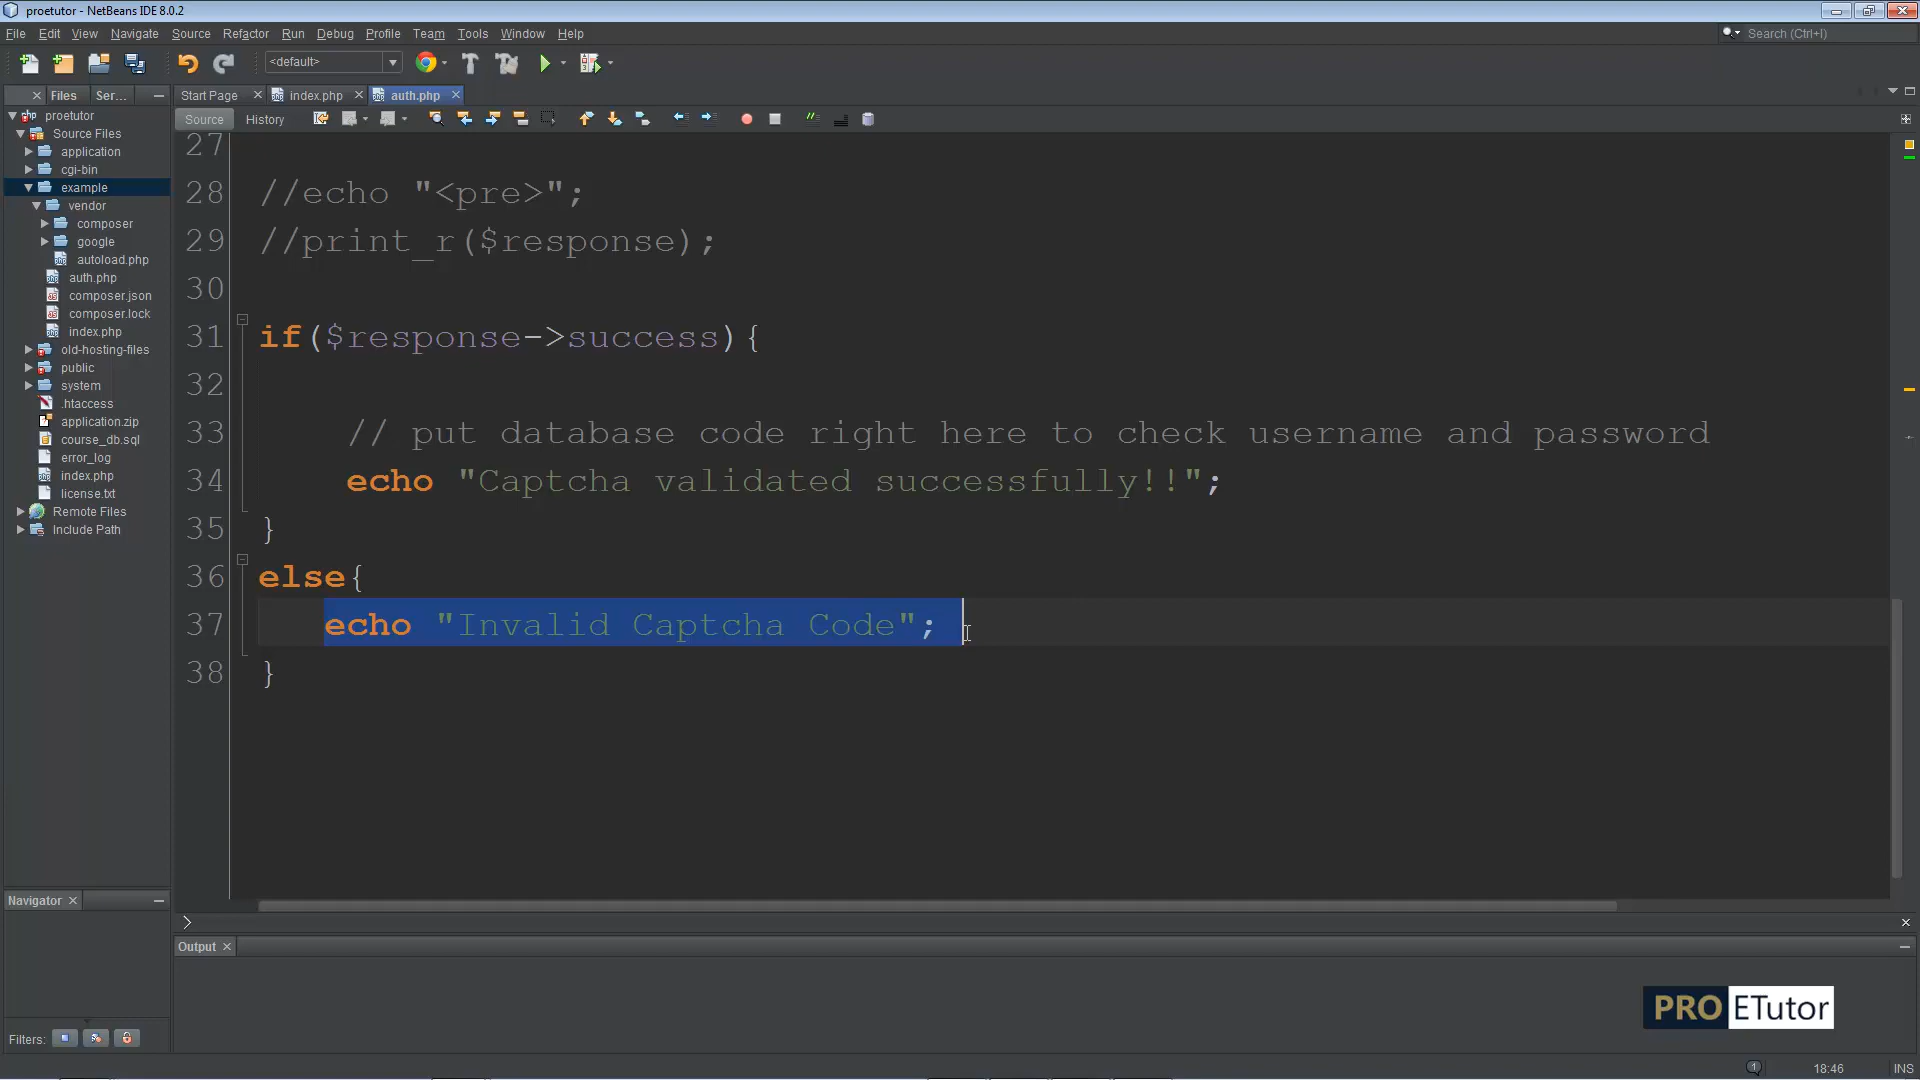 proetutor - NetBeans IDE 8.0.2
File Edit View Navigate Source Refactor Run Debug Profile Team Tools Window Help
Search (Ctrl+I)
<default>
Files
Ser...
Start Page
index.php
auth.php
Source
History
proetutor
Source Files
application
cgi-bin
example
vendor
composer
google
autoload.php
auth.php
composer.json
composer.lock
index.php
old-hosting-files
public
system
.htaccess
application.zip
course_db.sql
error_log
index.php
license.txt
Remote Files
Include Path
27
28 //echo "<pre>";
29 //print_r($response);
30
31 if($response->success){
32
33 // put database code right here to check username and password
34 echo "Captcha validated successfully!!";
35 }
36 else{
37 echo "Invalid Captcha Code";
38 }
Navigator
Filters:
Output
PRO ETutor
18:46 INS